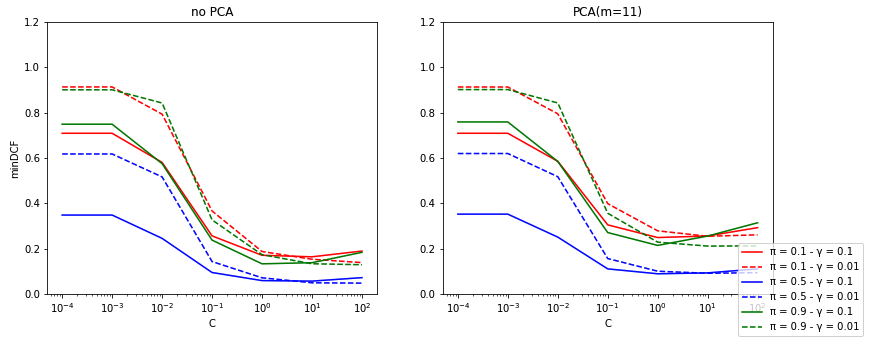 no PCA
1.2
1.0
0.8
0.6
0.4
0.2
0.0
minDCF
10⁻⁴ 10⁻³ 10⁻² 10⁻¹ 10⁰ 10¹ 10²
C
PCA(m=11)
1.2
1.0
0.8
0.6
0.4
0.2
0.0
10⁻⁴ 10⁻³ 10⁻² 10⁻¹ 10⁰ 10¹ 10²
C
π = 0.1 - γ = 0.1
π = 0.1 - γ = 0.01
π = 0.5 - γ = 0.1
π = 0.5 - γ = 0.01
π = 0.9 - γ = 0.1
π = 0.9 - γ = 0.01